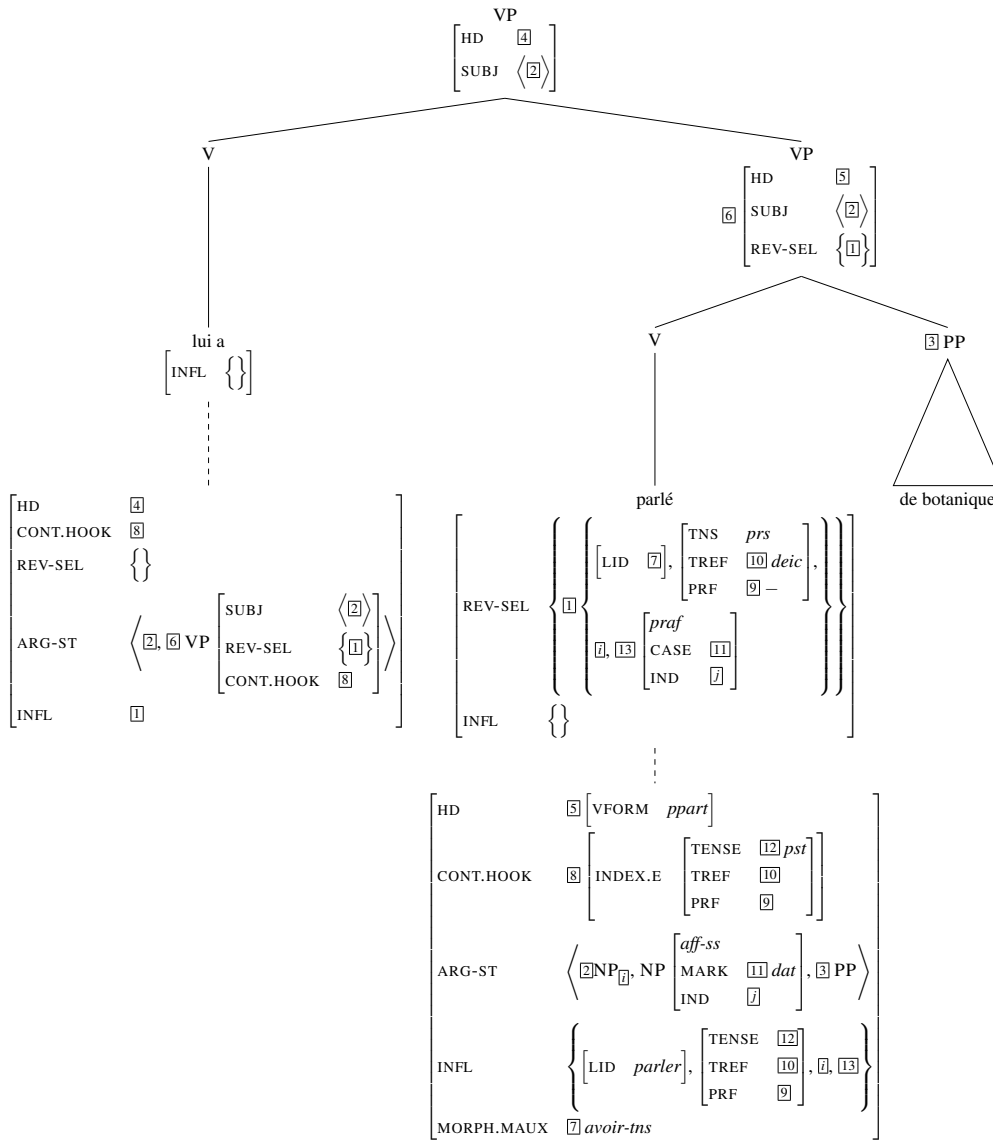 VP
HD 4
SUBJ ⟨2⟩
V VP
HD 5
6 SUBJ ⟨2⟩
REV-SEL {1}
V 3 PP
lui a
INFL {}
parlé de botanique
HD 4
CONT.HOOK 8
REV-SEL {}
ARG-ST ⟨2, 6 VP
SUBJ ⟨2⟩
REV-SEL {1}
CONT.HOOK 8
⟩
INFL 1
REV-SEL {1{
[LID 7],
TNS prs
TREF 10 deic
PRF 9 –
,
i, 13
praf
CASE 11
IND j
}}
INFL {}
HD 5 [VFORM ppart]
CONT.HOOK 8 INDEX.E
TENSE 12 pst
TREF 10
PRF 9
ARG-ST ⟨2NPi, NP
aff-ss
MARK 11 dat
IND j
, 3 PP⟩
INFL {[LID parler],
TENSE 12
TREF 10
PRF 9
, i, 13}
MORPH.MAUX 7 avoir-tns